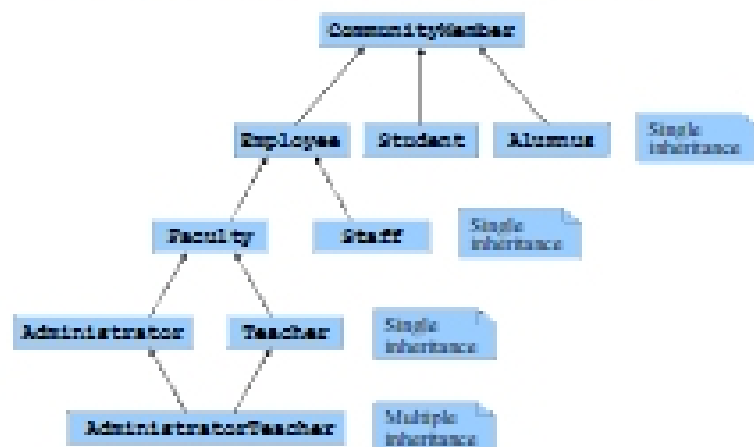 CommunityMember
Employee
Student
Alumnus
Single
inheritance
Faculty
Staff
Single
inheritance
Administrator
Teacher
Single
inheritance
AdministratorTeacher
Multiple
inheritance